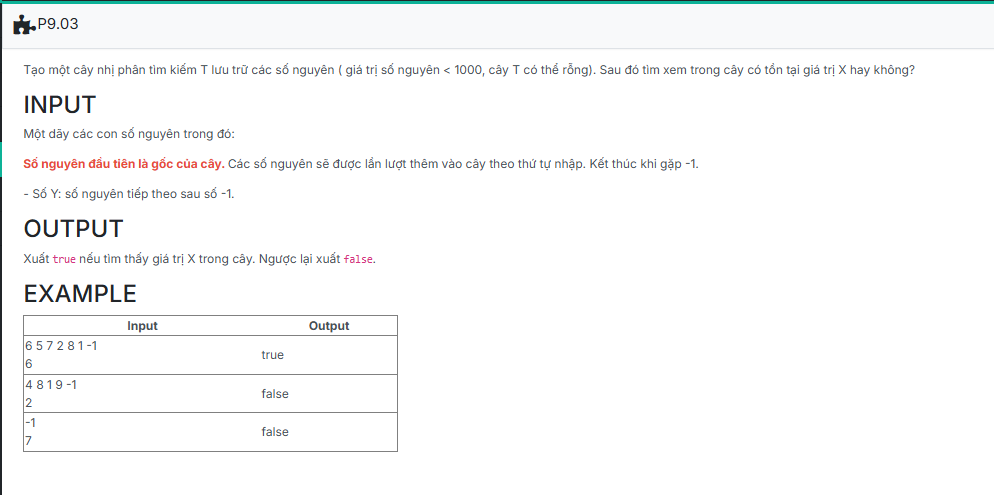 P9.03
Tạo một cây nhị phân tìm kiếm T lưu trữ các số nguyên ( giá trị số nguyên < 1000, cây T có thể rỗng). Sau đó tìm xem trong cây có tồn tại giá trị X hay không?
INPUT
Một dãy các con số nguyên trong đó:
Số nguyên đầu tiên là gốc của cây. Các số nguyên sẽ được lần lượt thêm vào cây theo thứ tự nhập. Kết thúc khi gặp -1.
- Số Y: số nguyên tiếp theo sau số -1.
OUTPUT
Xuất true nếu tìm thấy giá trị X trong cây. Ngược lại xuất false.
EXAMPLE
Input Output
6 5 7 2 8 1 -1
6
true
4 8 1 9 -1
2
false
-1
7
false